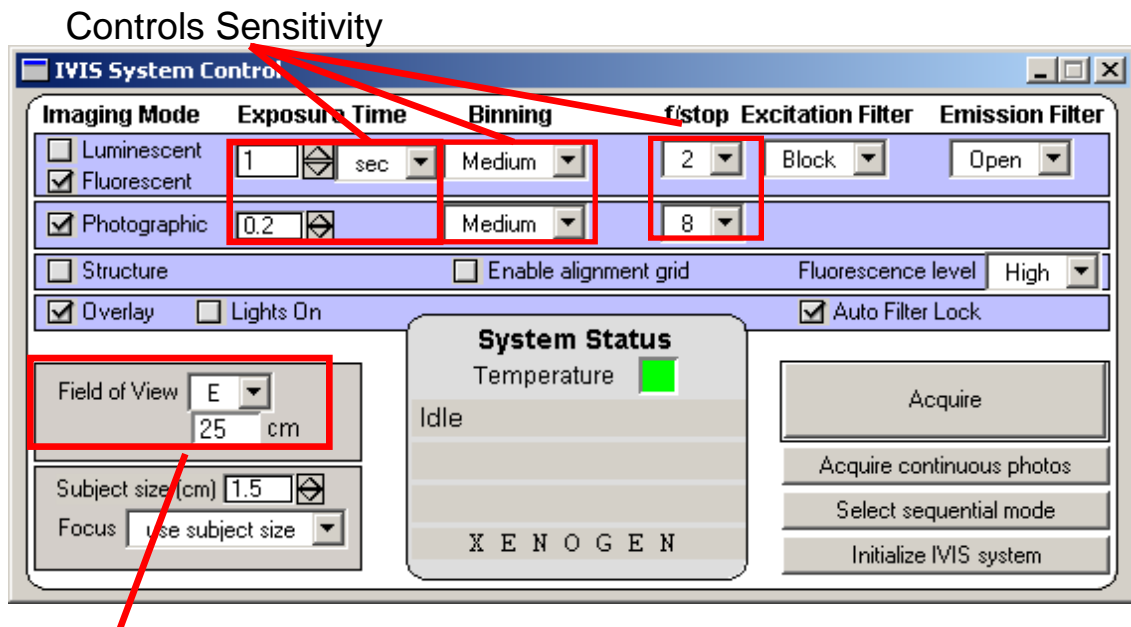 Controls Sensitivity
IVIS System Control
Imaging Mode Exposure Time Binning f/stop Excitation Filter Emission Filter
Luminescent 1 sec Medium 2 Block Open
Fluorescent
Photographic 0.2 Medium 8
Structure Enable alignment grid Fluorescence level High
Overlay Lights On Auto Filter Lock
System Status
Temperature
Field of View E
25 cm
Idle
Acquire
Subject size (cm) 1.5
Focus use subject size
XENOGEN
Acquire continuous photos
Select sequential mode
Initialize IVIS system